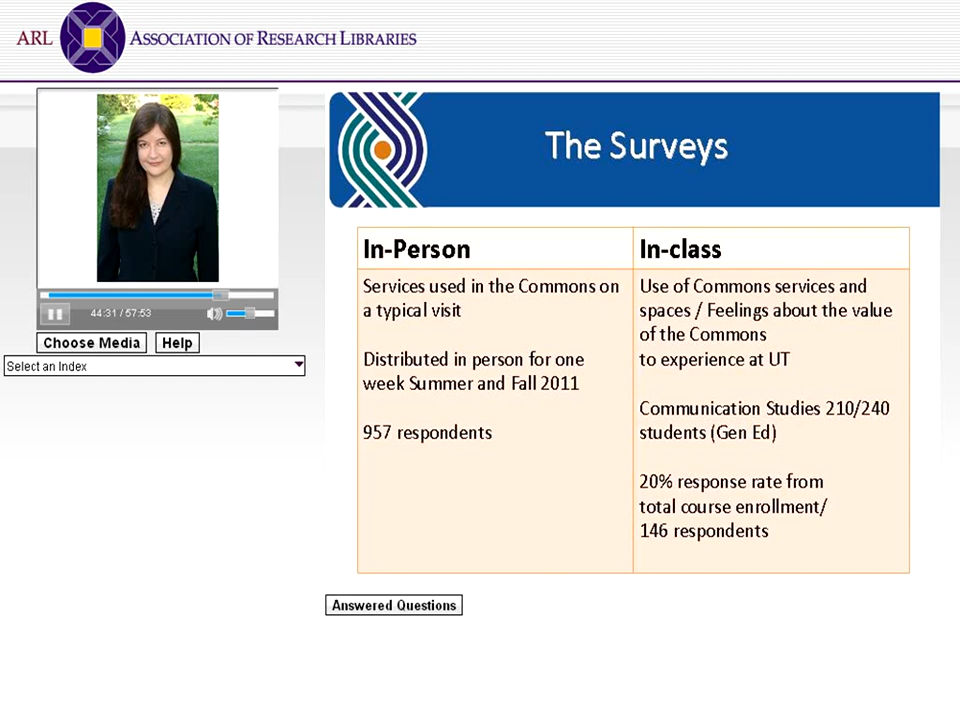 ARL ASSOCIATION OF RESEARCH LIBRARIES
44:31 / 57:53
Choose Media
Help
Select an Index
The Surveys
In-Person
Services used in the Commons on
a typical visit
Distributed in person for one
week Summer and Fall 2011
957 respondents
In-class
Use of Commons services and
spaces / Feelings about the value
of the Commons
to experience at UT
Communication Studies 210/240
students (Gen Ed)
20% response rate from
total course enrollment/
146 respondents
Answered Questions